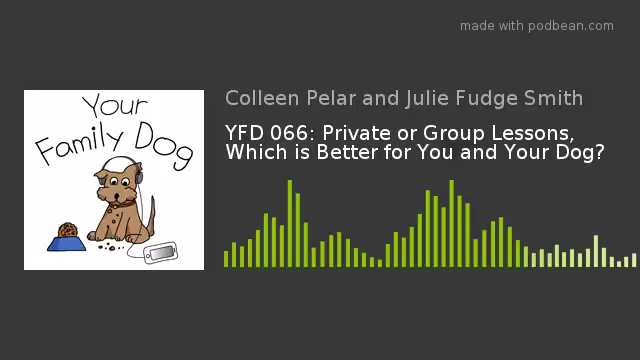 made with podbean.com
Your
Family Dog
Colleen Pelar and Julie Fudge Smith
YFD 066: Private or Group Lessons,
Which is Better for You and Your Dog?